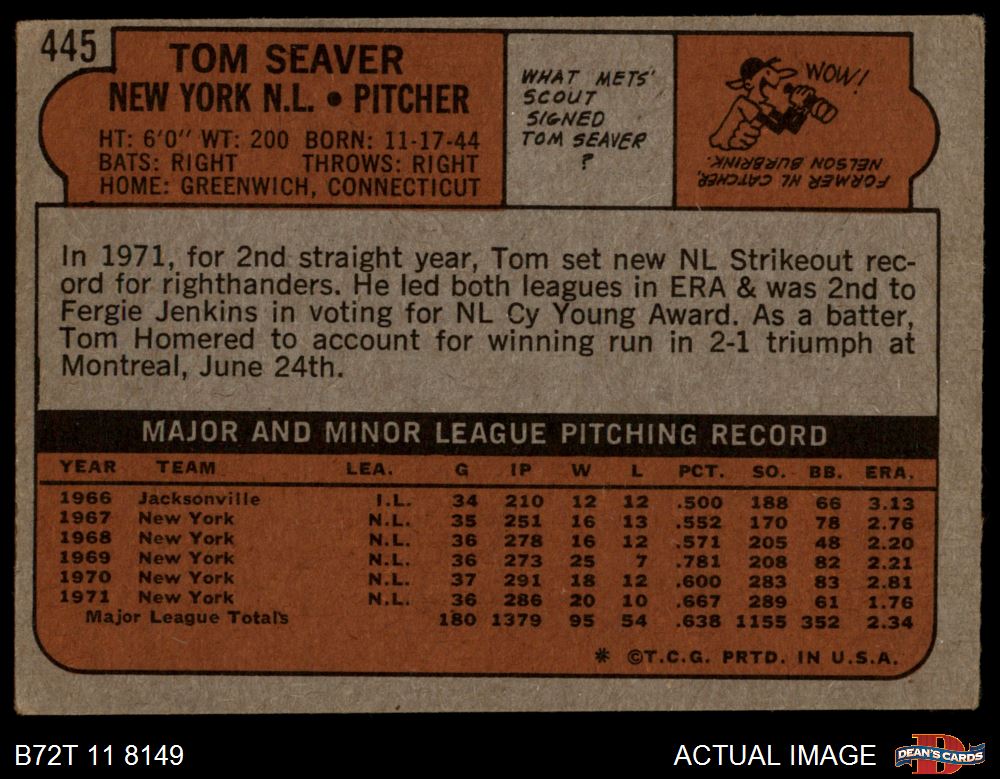 445
TOM SEAVER
NEW YORK N.L. • PITCHER
HT: 6'0" WT: 200 BORN: 11-17-44
BATS: RIGHT THROWS: RIGHT
HOME: GREENWICH, CONNECTICUT
WHAT METS'
SCOUT
SIGNED
TOM SEAVER
?
WOW!
FORMER NL CATCHER,
NELSON BURBRINK.
In 1971, for 2nd straight year, Tom set new NL Strikeout rec-
ord for righthanders. He led both leagues in ERA & was 2nd to
Fergie Jenkins in voting for NL Cy Young Award. As a batter,
Tom Homered to account for winning run in 2-1 triumph at
Montreal, June 24th.
MAJOR AND MINOR LEAGUE PITCHING RECORD
YEAR TEAM LEA. G IP W L PCT. SO. BB. ERA.
1966 Jacksonville I.L. 34 210 12 12 .500 188 66 3.13
1967 New York N.L. 35 251 16 13 .552 170 78 2.76
1968 New York N.L. 36 278 16 12 .571 205 48 2.20
1969 New York N.L. 36 273 25 7 .781 208 82 2.21
1970 New York N.L. 37 291 18 12 .600 283 83 2.81
1971 New York N.L. 36 286 20 10 .667 289 61 1.76
Major League Totals 180 1379 95 54 .638 1155 352 2.34
* ©T.C.G. PRTD. IN U.S.A.
B72T 11 8149
ACTUAL IMAGE
D
DEAN'S CARDS